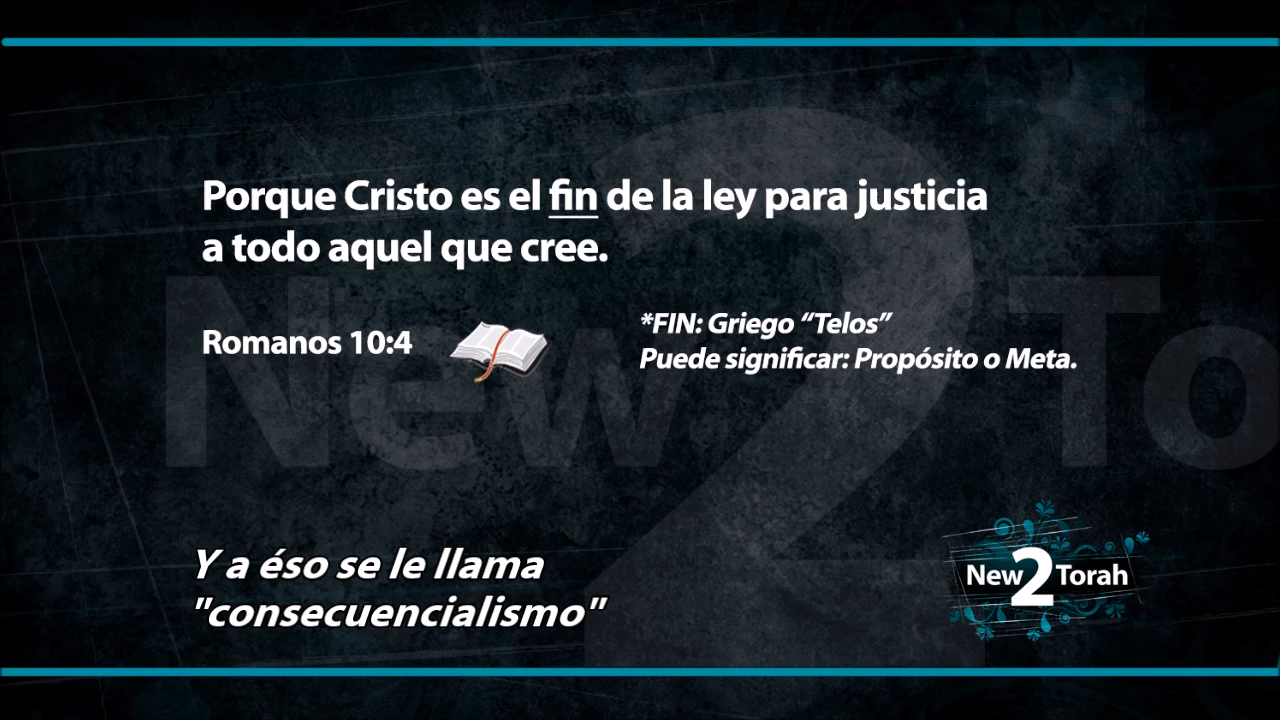 Porque Cristo es el fin de la ley para justicia
a todo aquel que cree.
Romanos 10:4
*FIN: Griego “Telos”
Puede significar: Propósito o Meta.
Y a éso se le llama
"consecuencialismo"
New2Torah
New2To